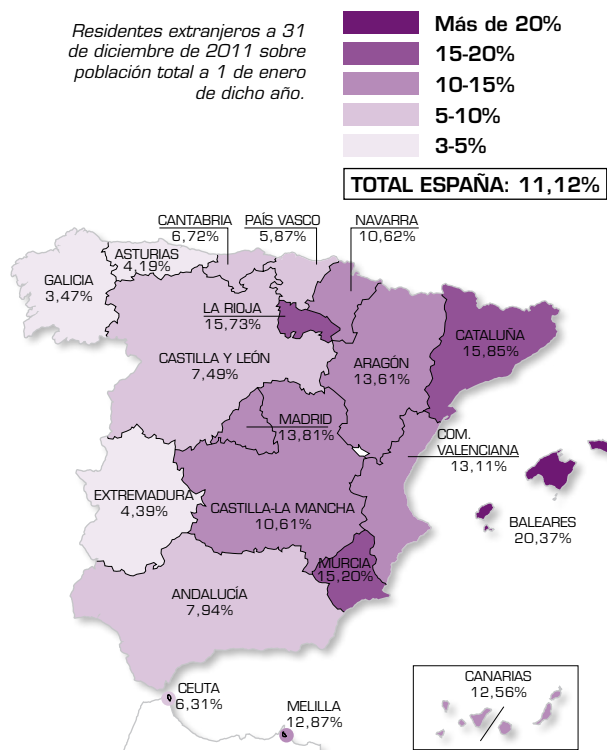 Residentes extranjeros a 31
de diciembre de 2011 sobre
población total a 1 de enero
de dicho año.
Más de 20%
15-20%
10-15%
5-10%
3-5%
TOTAL ESPAÑA: 11,12%
CANTABRIA
6,72%
PAÍS VASCO
5,87%
NAVARRA
10,62%
ASTURIAS
4,19%
GALICIA
3,47%
LA RIOJA
15,73%
CATALUÑA
15,85%
CASTILLA Y LEÓN
7,49%
ARAGÓN
13,61%
MADRID
13,81%
COM.
VALENCIANA
13,11%
EXTREMADURA
4,39%
CASTILLA-LA MANCHA
10,61%
BALEARES
20,37%
MURCIA
15,20%
ANDALUCÍA
7,94%
CEUTA
6,31%
MELILLA
12,87%
CANARIAS
12,56%